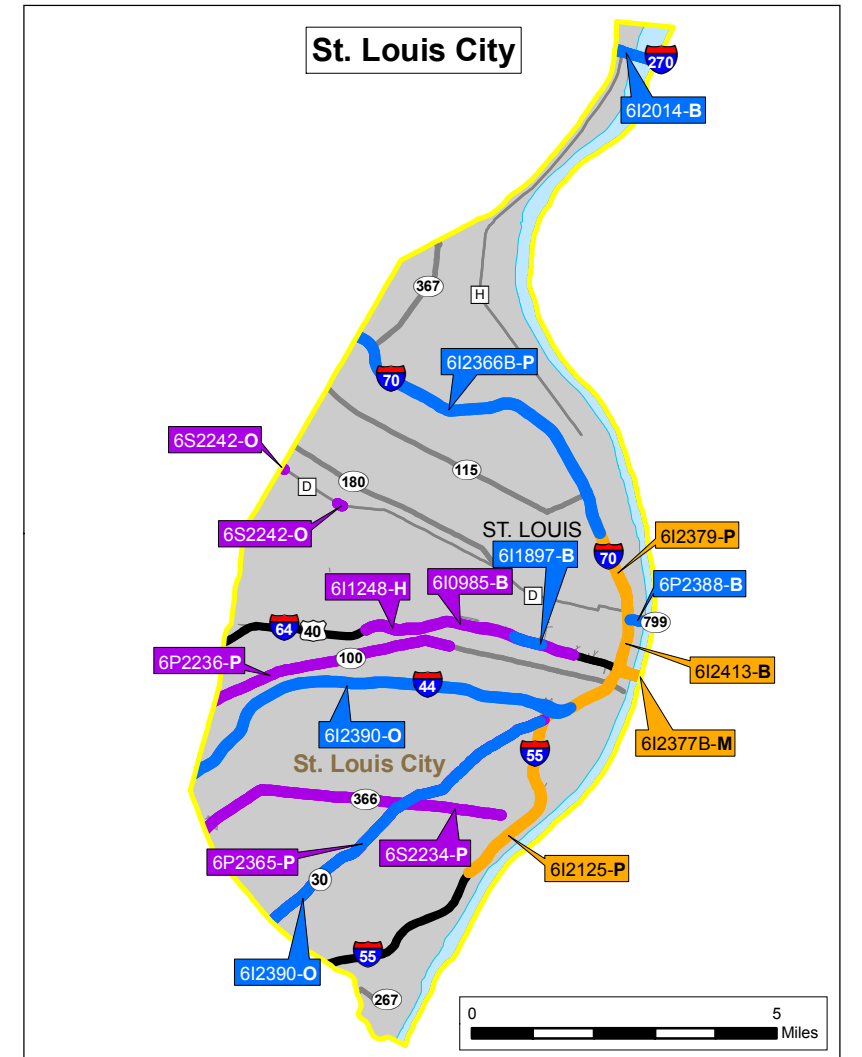 St. Louis City
270
6I2014-B
367
H
6I2366B-P
70
6S2242-O
D
180
115
6S2242-O
ST. LOUIS
6I1897-B
70
6I2379-P
6I1248-H
6I0985-B
D
6P2388-B
799
64
40
6P2236-P
100
6I2413-B
44
6I2377B-M
6I2390-O
55
St. Louis City
366
6P2365-P
6S2234-P
6I2125-P
30
55
6I2390-O
267
0 5
Miles